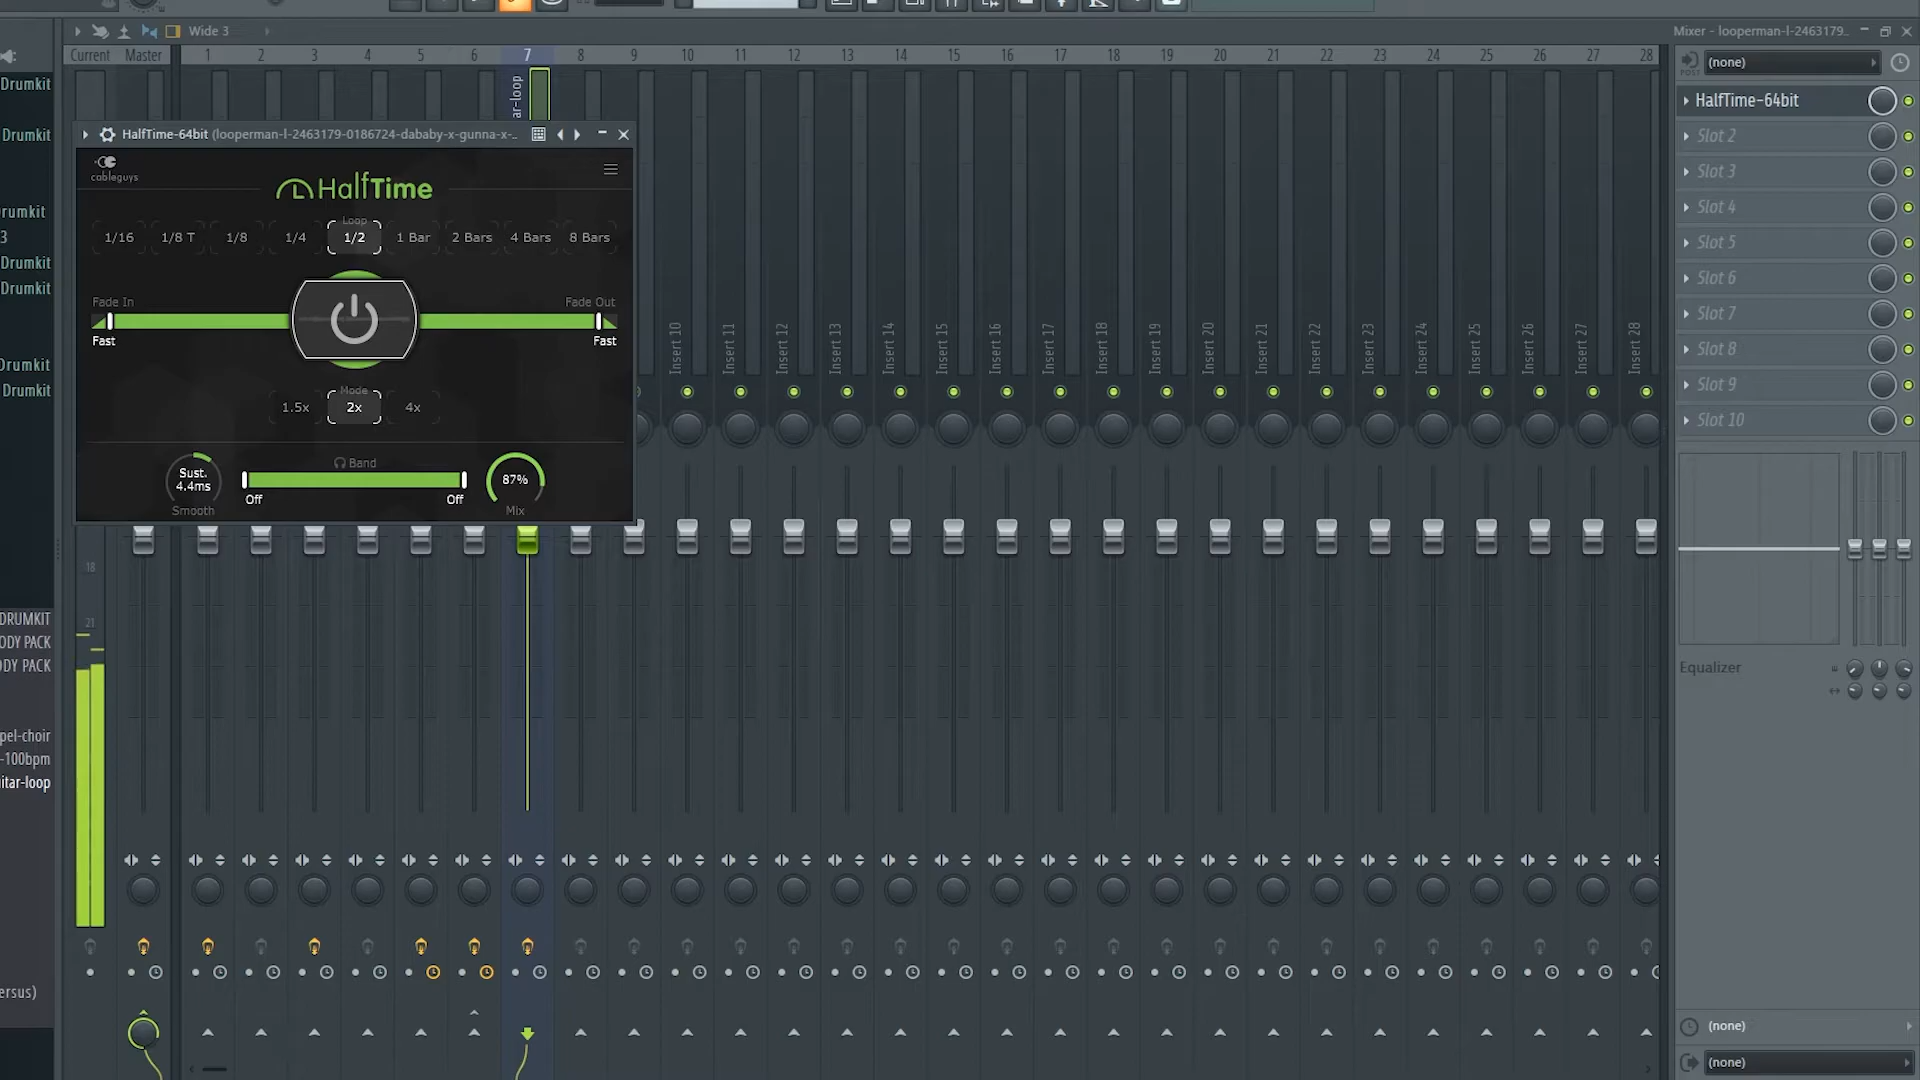 Wide 3
Mixer - looperman-l-2463179..
Current Master 1 2 3 4 5 6 7 8 9 10 11 12 13 14 15 16 17 18 19 20 21 22 23 24 25 26 27 28
ar-loop
(none)
POST
HalfTime-64bit
Slot 2
Slot 3
Slot 4
Slot 5
Slot 6
Slot 7
Slot 8
Slot 9
Slot 10
Equalizer
(none)
(none)
HalfTime-64bit (looperman-l-2463179-0186724-dababy-x-gunna-x-..
cableguys
HalfTime
Loop
1/16 1/8 T 1/8 1/4 1/2 1 Bar 2 Bars 4 Bars 8 Bars
Fade In Fade Out
Fast Fast
Mode
1.5x 2x 4x
Sust.
4.4ms
Smooth
Band
Off Off
87%
Mix
Insert 10
Insert 11
Insert 12
Insert 13
Insert 14
Insert 15
Insert 16
Insert 17
Insert 18
Insert 19
Insert 20
Insert 21
Insert 22
Insert 23
Insert 24
Insert 25
Insert 26
Insert 27
Insert 28
18
21
Drumkit
Drumkit
rumkit
3
Drumkit
Drumkit
Drumkit
Drumkit
DRUMKIT
ODY PACK
ODY PACK
pel-choir
-100bpm
itar-loop
ersus)